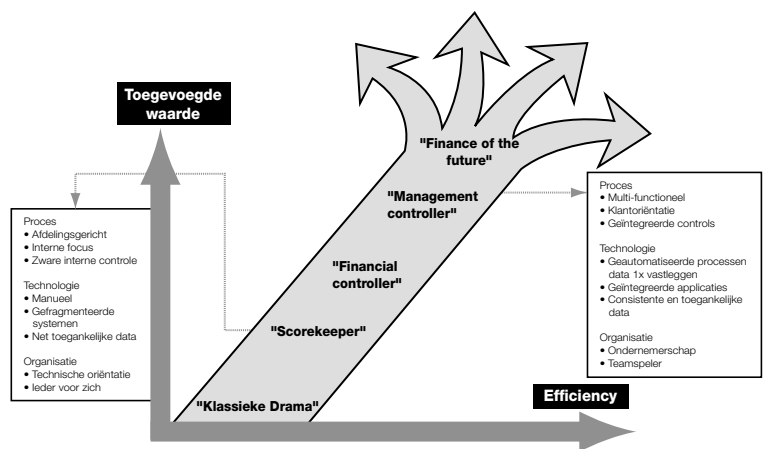 Toegevoegde
waarde
"Finance of the
future"
"Management
controller"
"Financial
controller"
"Scorekeeper"
"Klassieke Drama"
Efficiency
Proces
• Afdelingsgericht
• Interne focus
• Zware interne controle
Technologie
• Manueel
• Gefragmenteerde
systemen
• Net toegankelijke data
Organisatie
• Technische oriëntatie
• Ieder voor zich
Proces
• Multi-functioneel
• Klantoriëntatie
• Geïntegreerde controls
Technologie
• Geautomatiseerde processen
data 1x vastleggen
• Geïntegreerde applicaties
• Consistente en toegankelijke
data
Organisatie
• Ondernemerschap
• Teamspeler